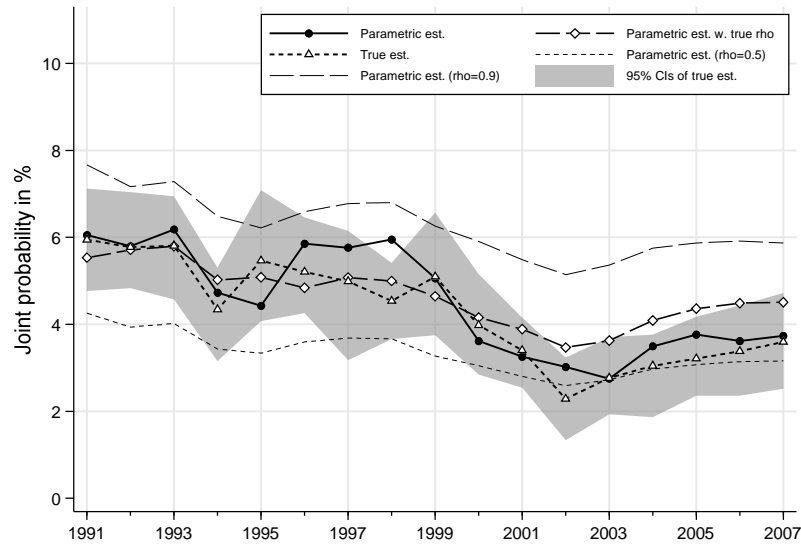 Parametric est.
True est.
Parametric est. (rho=0.9)
Parametric est. w. true rho
Parametric est. (rho=0.5)
95% CIs of true est.
Joint probability in %
10
8
6
4
2
0
1991 1993 1995 1997 1999 2001 2003 2005 2007